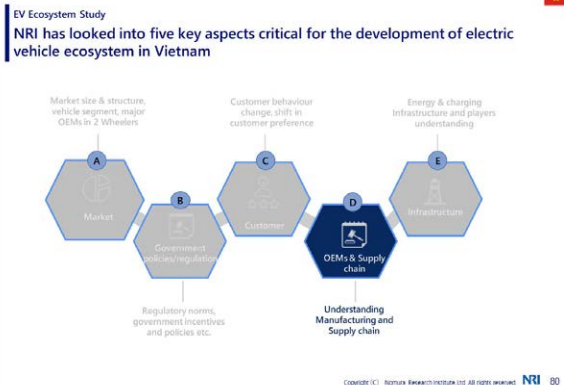 EV Ecosystem Study
NRI has looked into five key aspects critical for the development of electric
vehicle ecosystem in Vietnam
Market size & structure,
vehicle segment, major
OEMs in 2 Wheelers
Customer behaviour
change, shift in
customer preference
Energy & charging
Infrastructure and players
understanding
A
Market
B
Government
policies/regulation
C
Customer
D
OEMs & Supply
chain
E
Infrastructure
Regulatory norms,
government incentives
and policies etc.
Understanding
Manufacturing and
Supply chain
Copyright (C) Nomura Research Institute Ltd. All rights reserved.
NRI
80